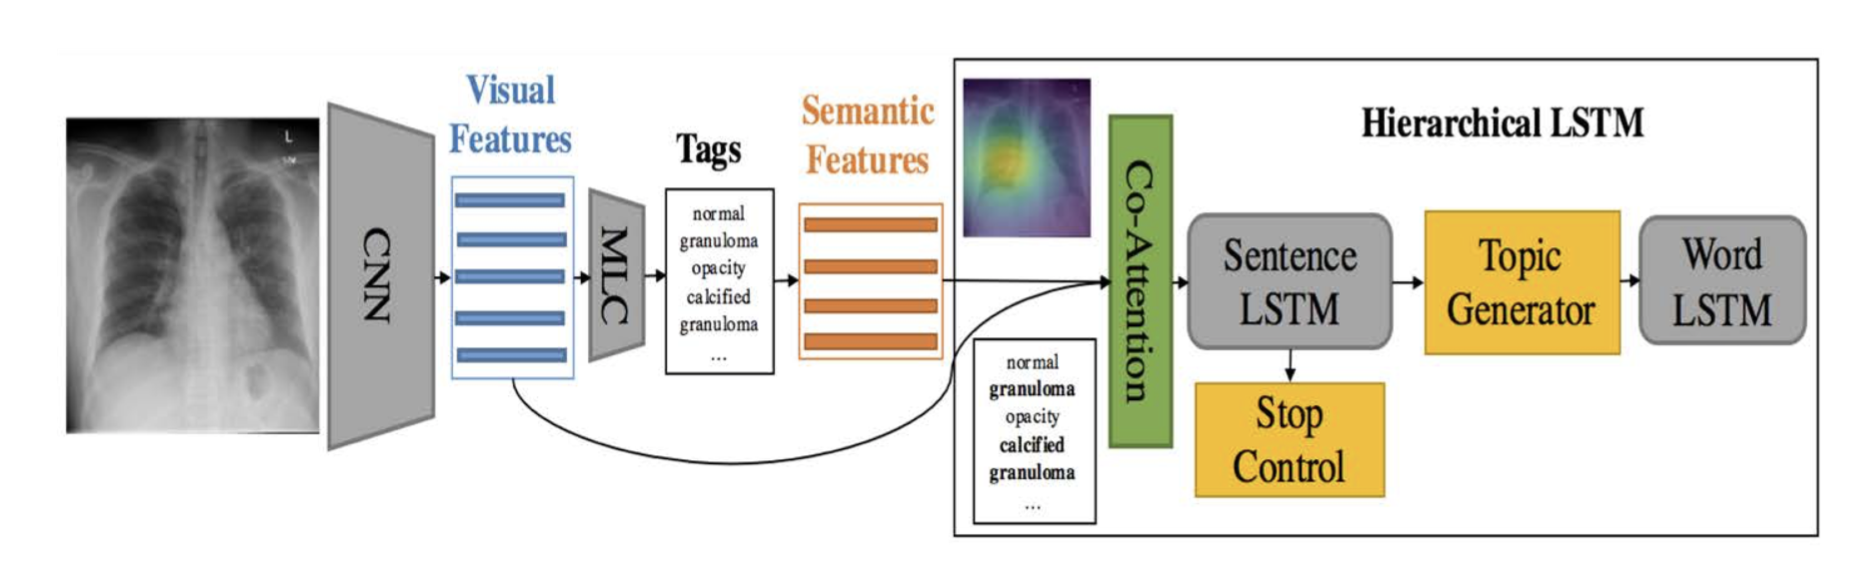 L
CNN
Visual
Features
MLC
Tags
normal
granuloma
opacity
calcified
granuloma
...
Semantic
Features
Hierarchical LSTM
normal
granuloma
opacity
calcified
granuloma
...
Co-Attention
Sentence
LSTM
Stop
Control
Topic
Generator
Word
LSTM